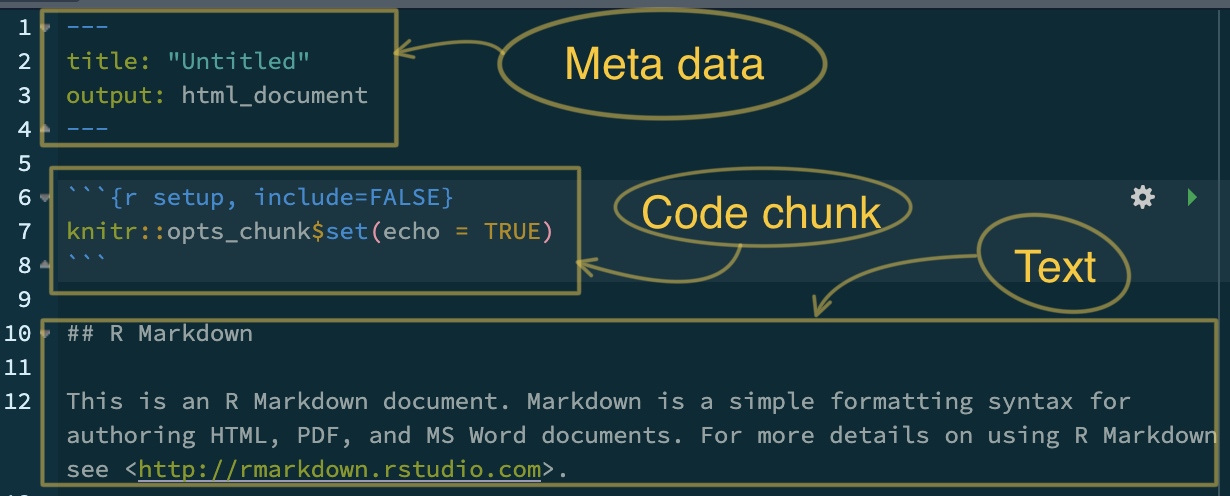 1 ---
Meta data
2 title: "Untitled"
3 output: html_document
4 ---
5
6 ```{r setup, include=FALSE}
Code chunk
7 knitr::opts_chunk$set(echo = TRUE)
8 ```
Text
9
10 ## R Markdown
11
12 This is an R Markdown document. Markdown is a simple formatting syntax for
authoring HTML, PDF, and MS Word documents. For more details on using R Markdown
see <http://rmarkdown.rstudio.com>.